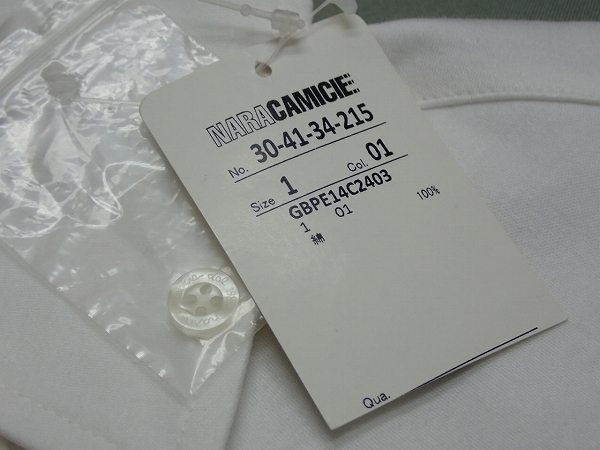 NARACAMICIE
No. 30-41-34-215
Size 1 Col. 01
GBPE14C2403
1 01
綿 100%
Qua.